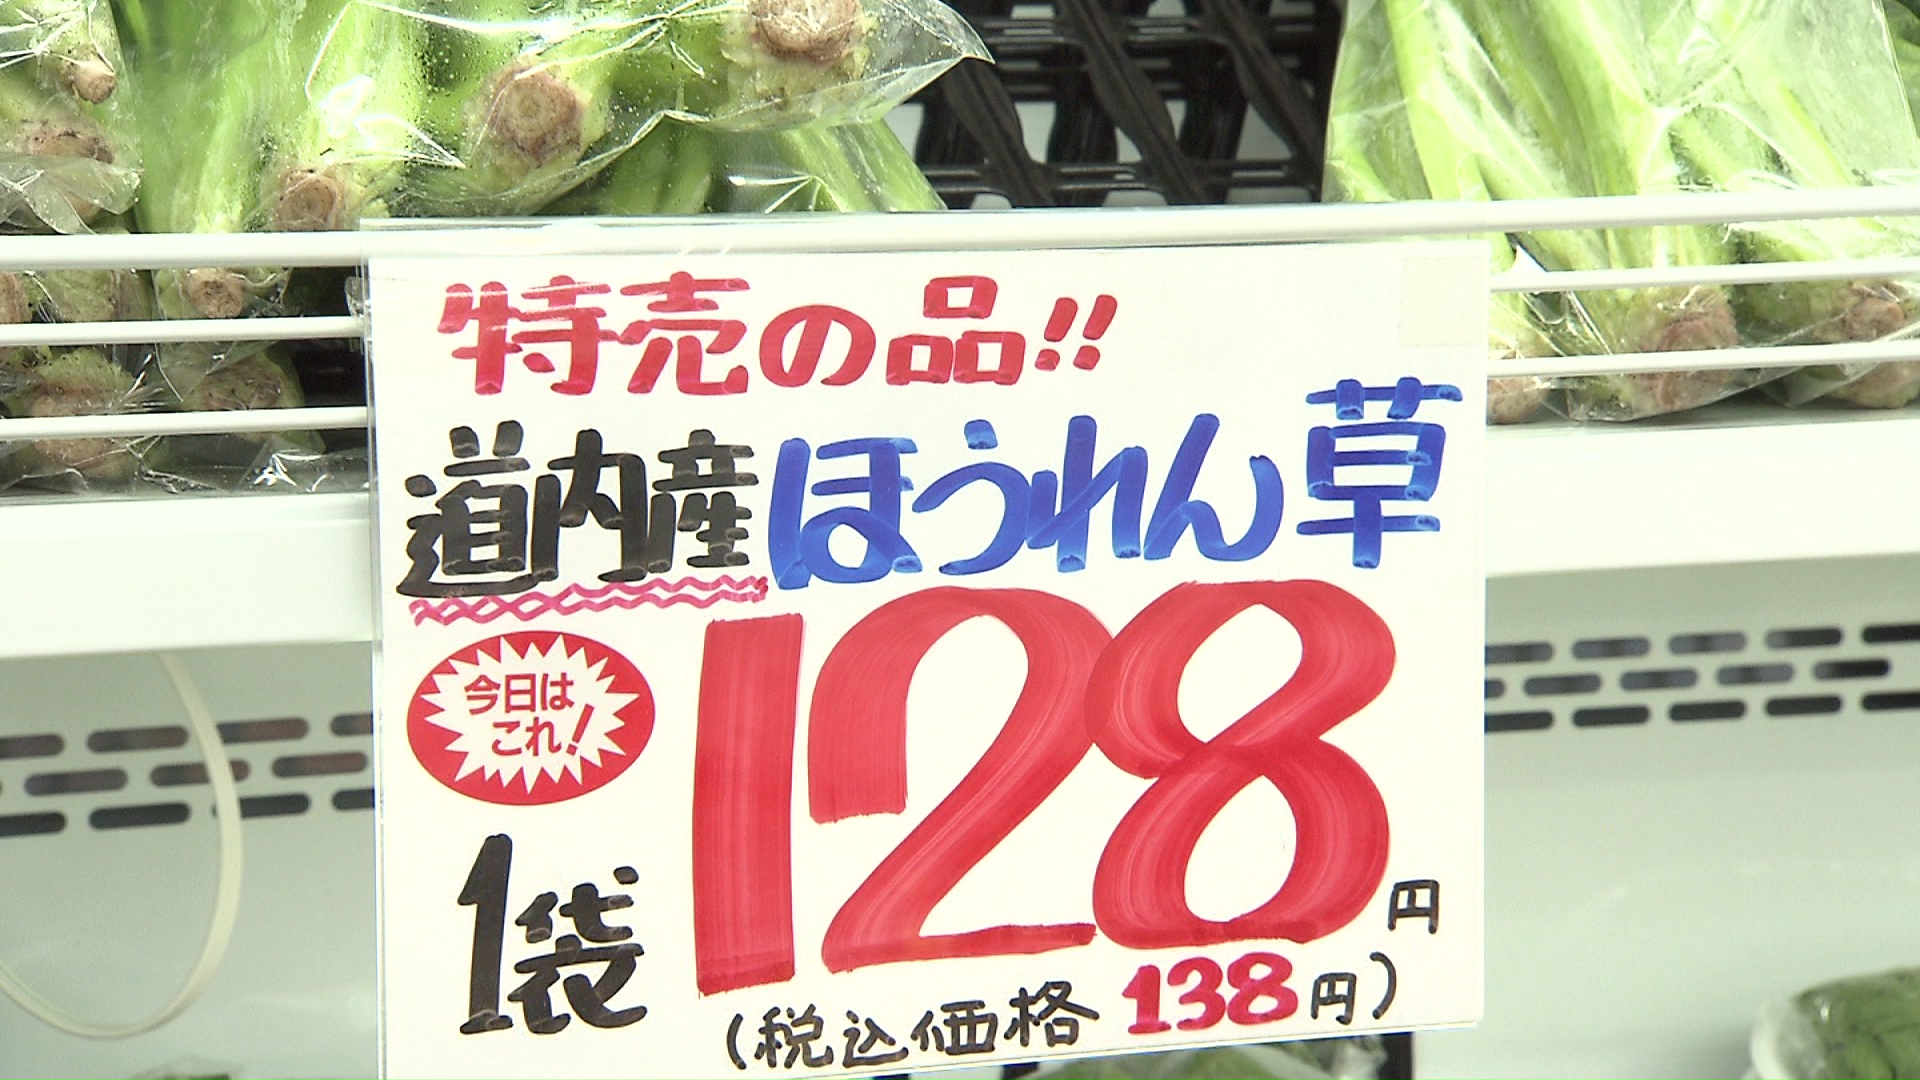 特売の品!!
道内産ほうれん草
今日は
これ!
1袋
128円
(税込価格 138円)